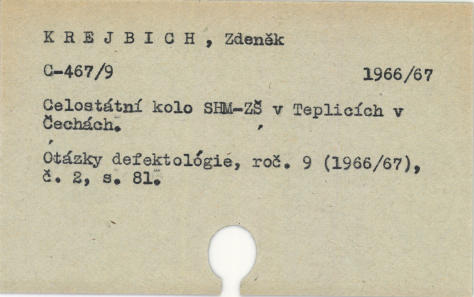 K R E J B I C H , Zdeněk
C-467/9 1966/67
Celostátní kolo SHM-ZŠ v Teplicích v
Čechách.
Otázky defektológie, roč. 9 (1966/67),
č. 2, s. 81.